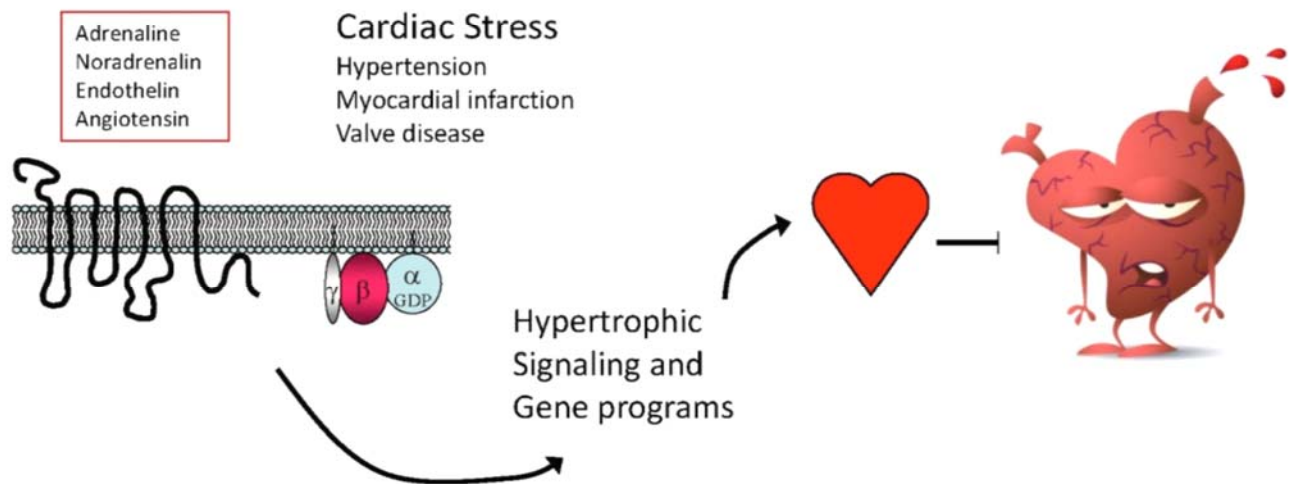 Adrenaline
Noradrenalin
Endothelin
Angiotensin
Cardiac Stress
Hypertension
Myocardial infarction
Valve disease
γ
β
α
GDP
Hypertrophic
Signaling and
Gene programs